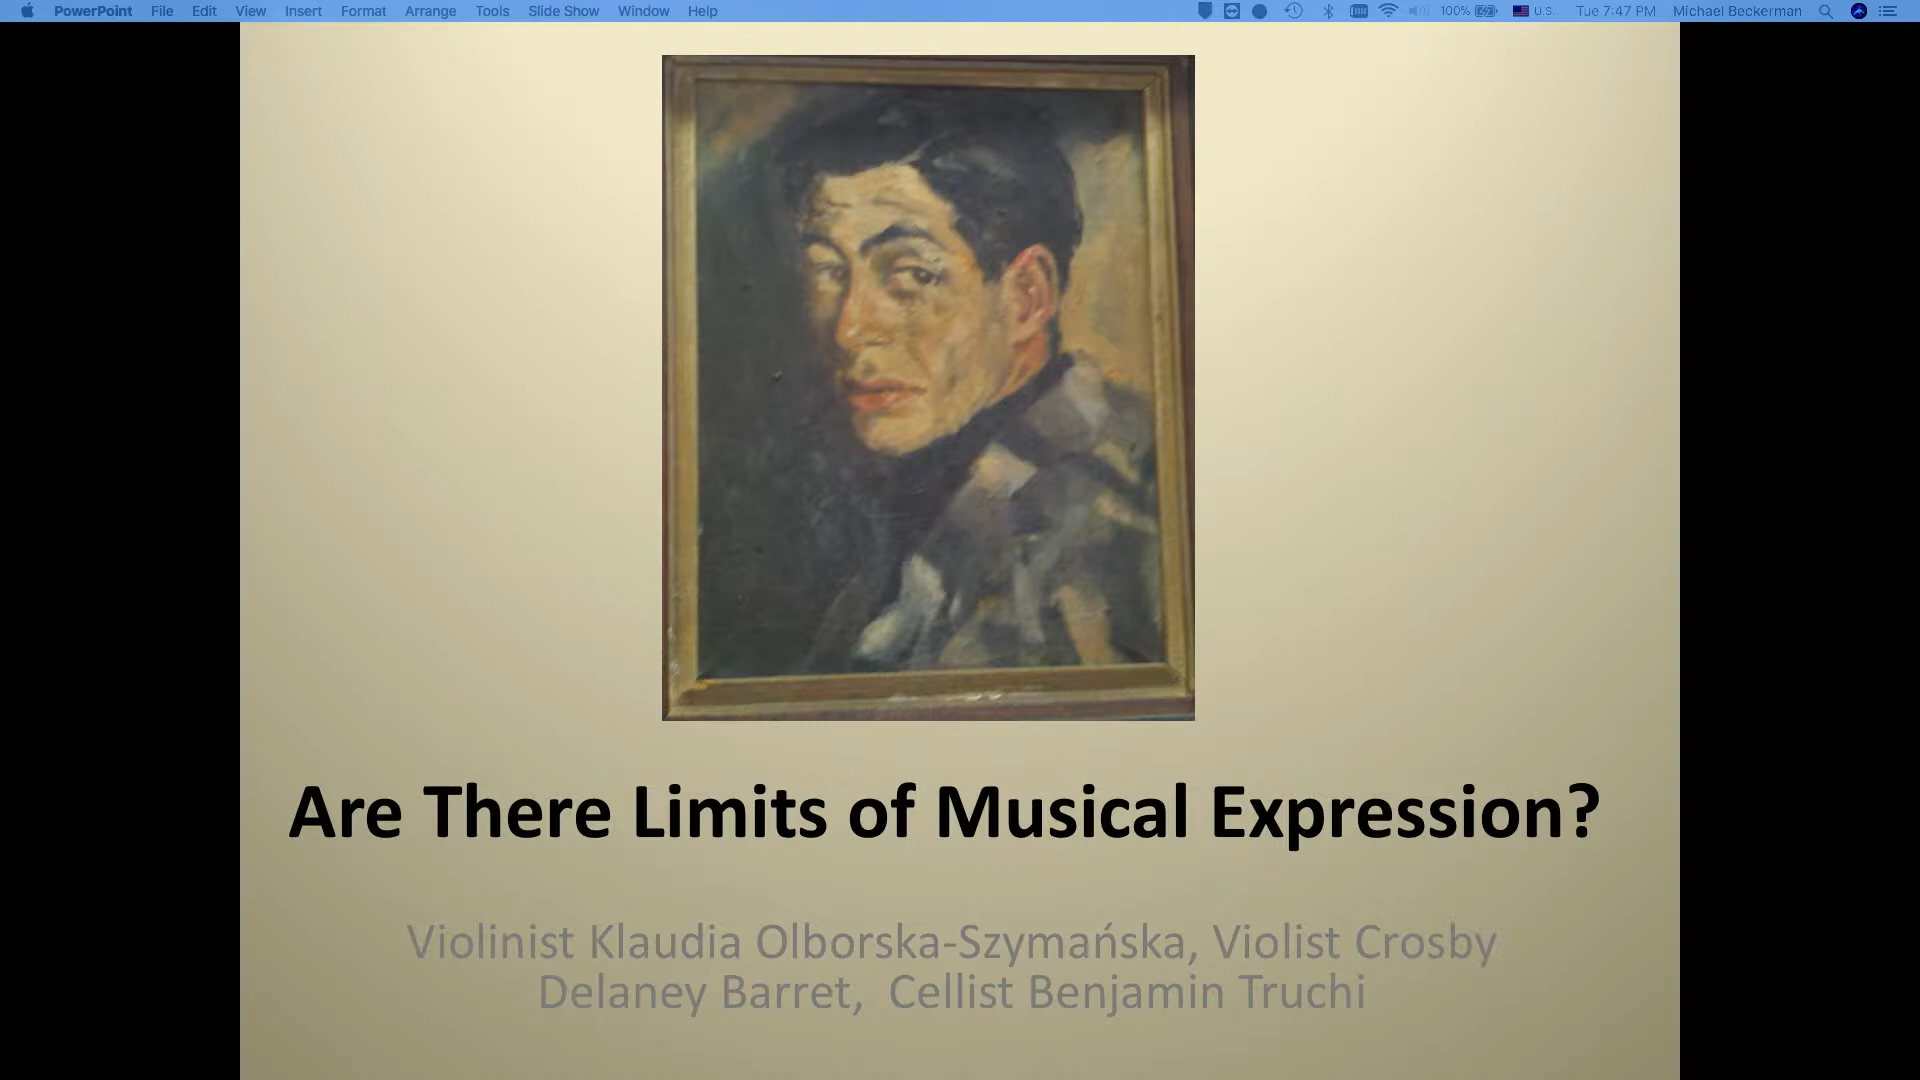 PowerPoint File Edit View Insert Format Arrange Tools Slide Show Window Help 100% U.S. Tue 7:47 PM Michael Beckerman
Are There Limits of Musical Expression?
Violinist Klaudia Olborska-Szymańska, Violist Crosby
Delaney Barret, Cellist Benjamin Truchi